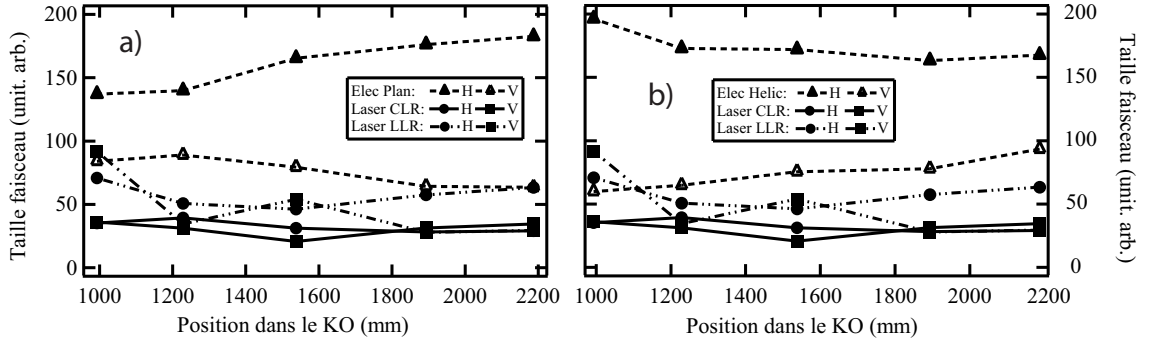 a)
Taille faisceau (unit. arb.)
200
150
100
50
0
Elec Plan: H V
Laser CLR: H V
Laser LLR: H V
1000 1200 1400 1600 1800 2000 2200
Position dans le KO (mm)
b)
Elec Helic: H V
Laser CLR: H V
Laser LLR: H V
200
150
100
50
0
Taille faisceau (unit. arb.)
1000 1200 1400 1600 1800 2000 2200
Position dans le KO (mm)